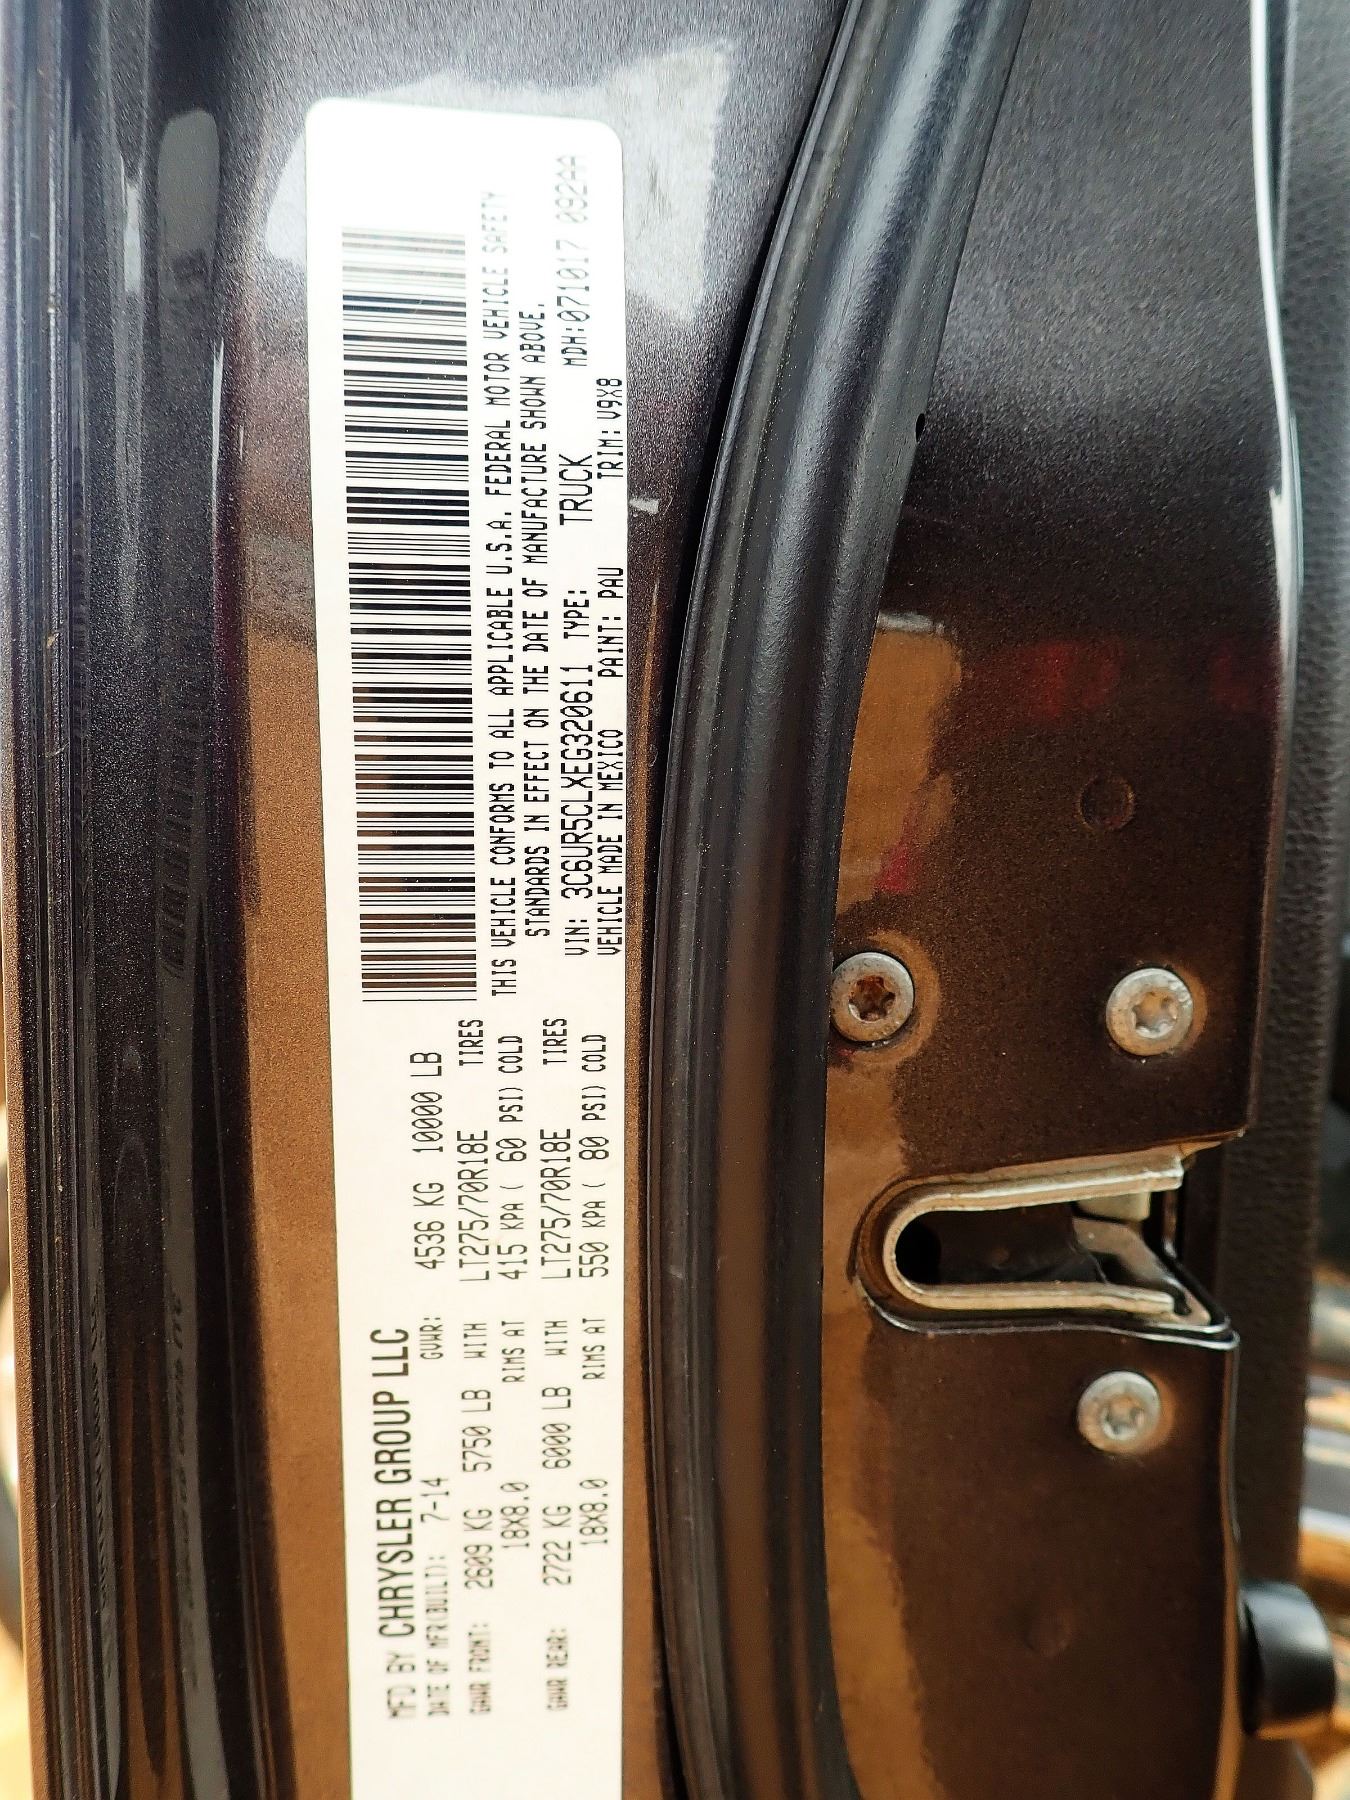 MFD BY CHRYSLER GROUP LLC
DATE OF MFR(BUILT): 7-14 GVWR: 4536 KG 10000 LB
GAWR FRONT: 2609 KG 5750 LB WITH LT275/70R18E TIRES
18X8.0 RIMS AT 415 KPA ( 60 PSI) COLD
GAWR REAR: 2722 KG 6000 LB WITH LT275/70R18E TIRES
18X8.0 RIMS AT 550 KPA ( 80 PSI) COLD
THIS VEHICLE CONFORMS TO ALL APPLICABLE U.S.A. FEDERAL MOTOR VEHICLE SAFETY
STANDARDS IN EFFECT ON THE DATE OF MANUFACTURE SHOWN ABOVE.
VIN: 3C6UR5CLXEG320611 TYPE: TRUCK MDH:071017 092AA
VEHICLE MADE IN MEXICO PAINT: PAU TRIM: V9X8